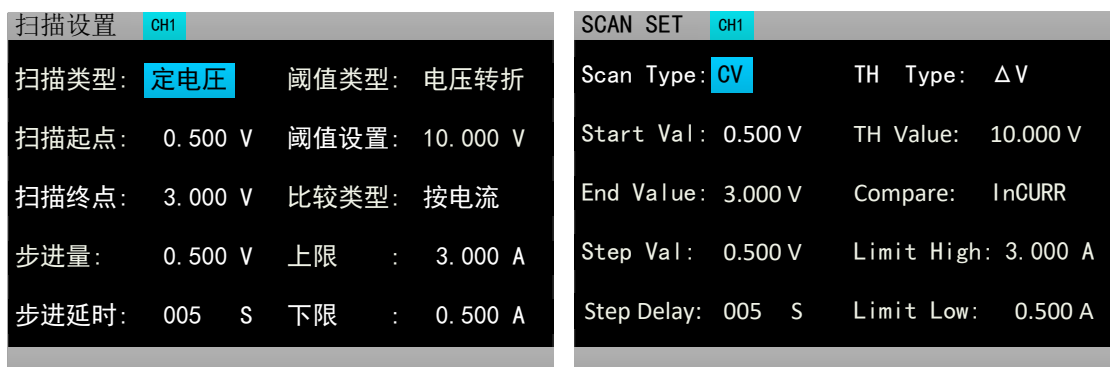 扫描设置 CH1
扫描类型: 定电压 阈值类型: 电压转折
扫描起点: 0.500 V 阈值设置: 10.000 V
扫描终点: 3.000 V 比较类型: 按电流
步进量: 0.500 V 上限 : 3.000 A
步进延时: 005 S 下限 : 0.500 A
SCAN SET CH1
Scan Type: CV TH Type: ΔV
Start Val: 0.500 V TH Value: 10.000 V
End Value: 3.000 V Compare: InCURR
Step Val: 0.500 V Limit High: 3.000 A
Step Delay: 005 S Limit Low: 0.500 A